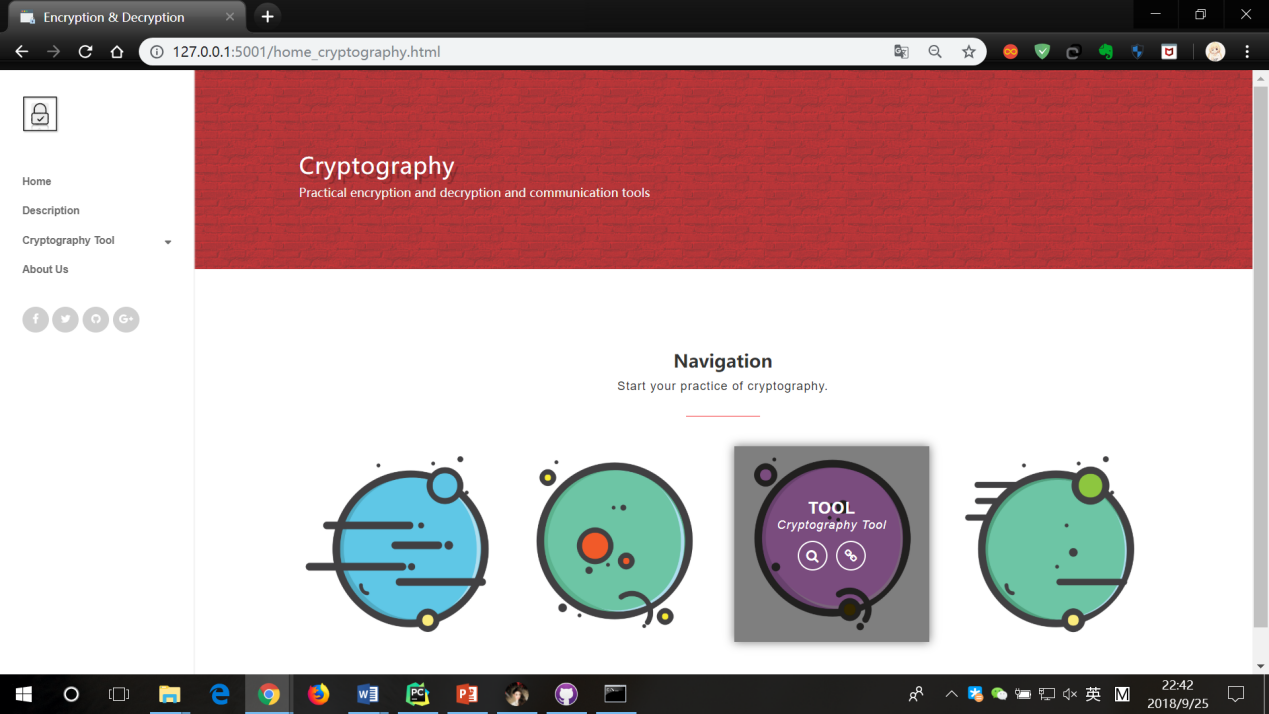 Encryption & Decryption
127.0.0.1:5001/home_cryptography.html
Home
Description
Cryptography Tool
About Us
Cryptography
Practical encryption and decryption and communication tools
Navigation
Start your practice of cryptography.
TOOL
Cryptography Tool
英
22:42
2018/9/25